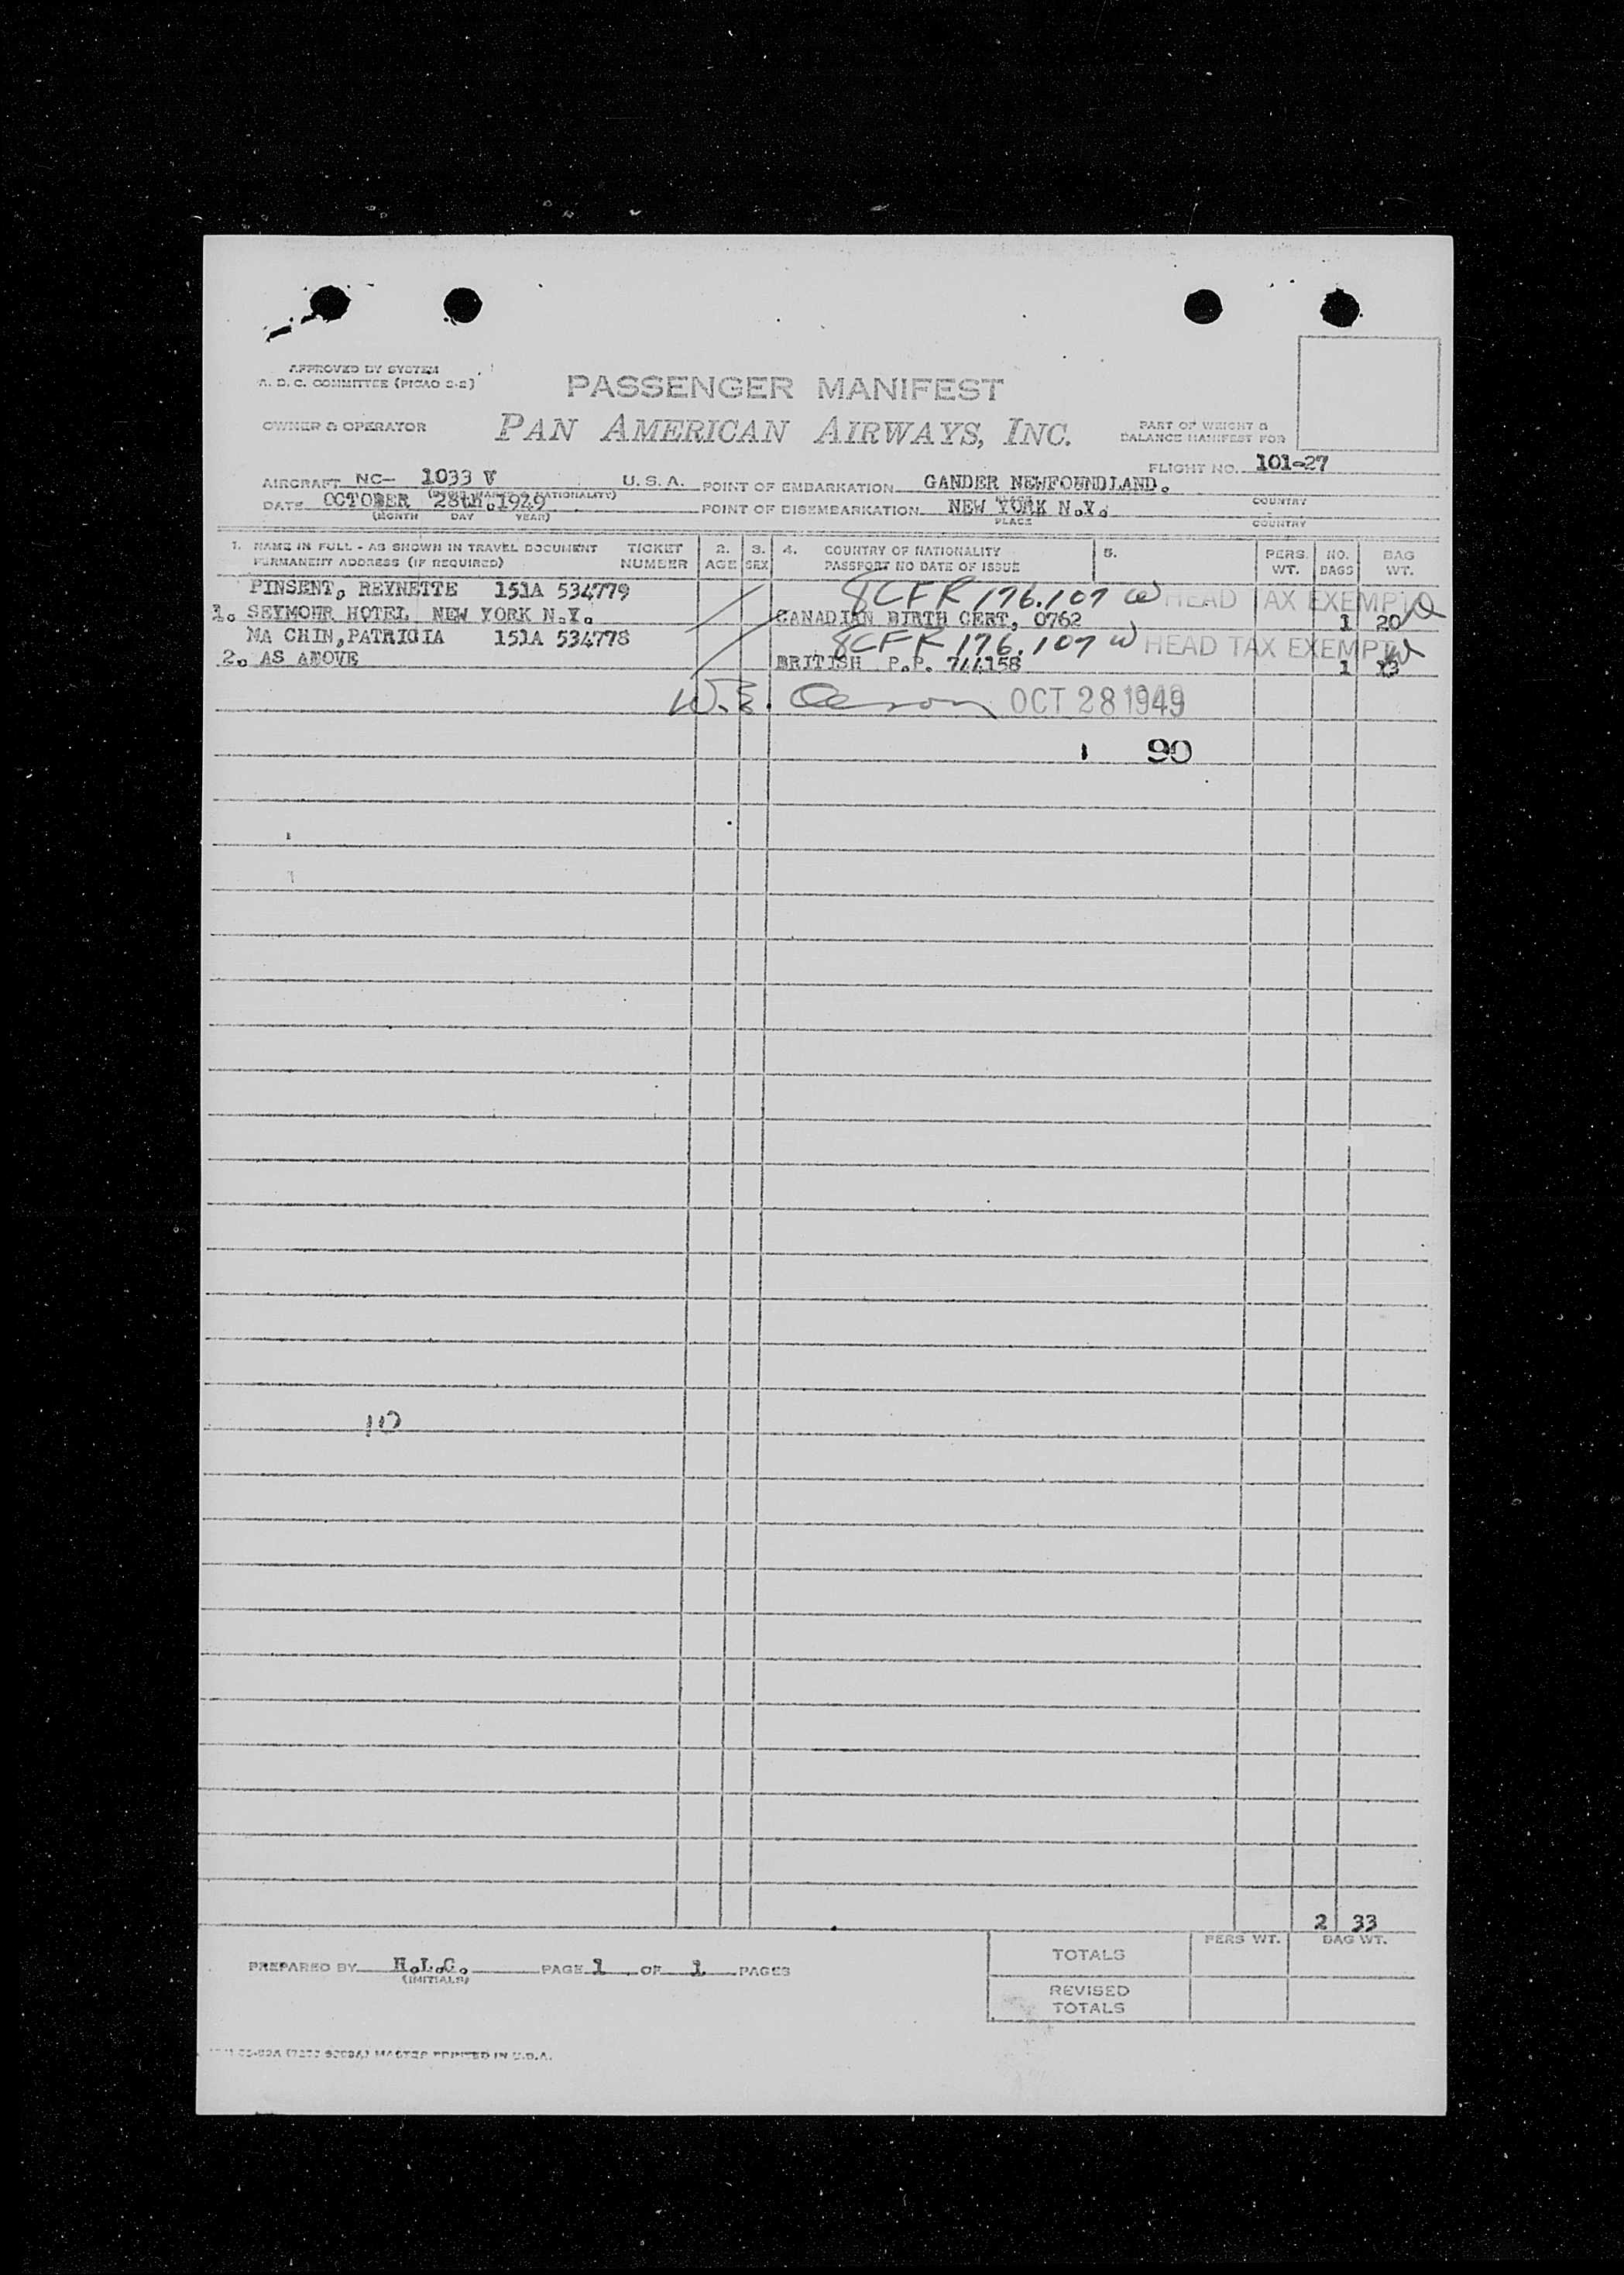 APPROVED BY SYSTEM
A. D. C. COMMITTEE (PICAO S-2)
PASSENGER MANIFEST
OWNER & OPERATOR PAN AMERICAN AIRWAYS, INC.
PART OF WEIGHT &
BALANCE MANIFEST FOR
FLIGHT NO. 101-27
AIRCRAFT NC- 1033 V U. S. A. POINT OF EMBARKATION GANDER NEWFOUNDLAND.
COUNTRY
DATE OCTOBER 28th.1949 POINT OF DISEMBARKATION NEW YORK N.Y.
(MONTH DAY YEAR) PLACE COUNTRY
1. NAME IN FULL - AS SHOWN IN TRAVEL DOCUMENT TICKET 2. 3. 4. COUNTRY OF NATIONALITY 5. PERS. NO. BAG
PERMANENT ADDRESS (IF REQUIRED) NUMBER AGE SEX PASSPORT NO DATE OF ISSUE WT. BAGS WT.
PINSENT, REYNETTE 151A 534779 8CFR 176.107 W HEAD TAX EXEMPT
1. SEYMOUR HOTEL NEW YORK N.Y. CANADIAN BIRTH CERT, 0762 1 20
MA CHIN,PATRICIA 151A 534778 8CFR 176.107 W HEAD TAX EXEMPT
2. AS ABOVE BRITISH P.P. 744158 1 13
W.E. OCT 28 1949
90
10
2 33
PERS WT. BAG WT.
TOTALS
PREPARED BY H.L.C. PAGE 1 OF 1 PAGES
(INITIALS)
REVISED
TOTALS
MASTER PRINTED IN U.S.A.